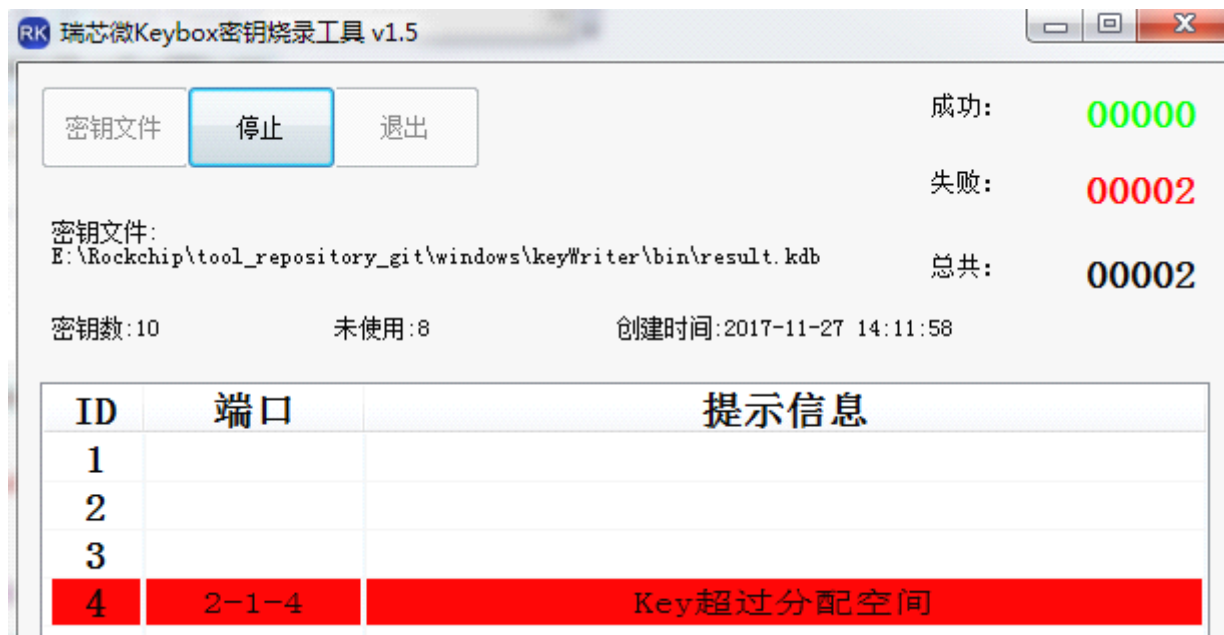 RK 瑞芯微Keybox密钥烧录工具 v1.5
密钥文件 停止 退出
成功: 00000
失败: 00002
密钥文件:
E:\Rockchip\tool_repository_git\windows\keyWriter\bin\result.kdb
总共: 00002
密钥数:10 未使用:8 创建时间:2017-11-27 14:11:58
ID 端口 提示信息
1
2
3
4 2-1-4 Key超过分配空间